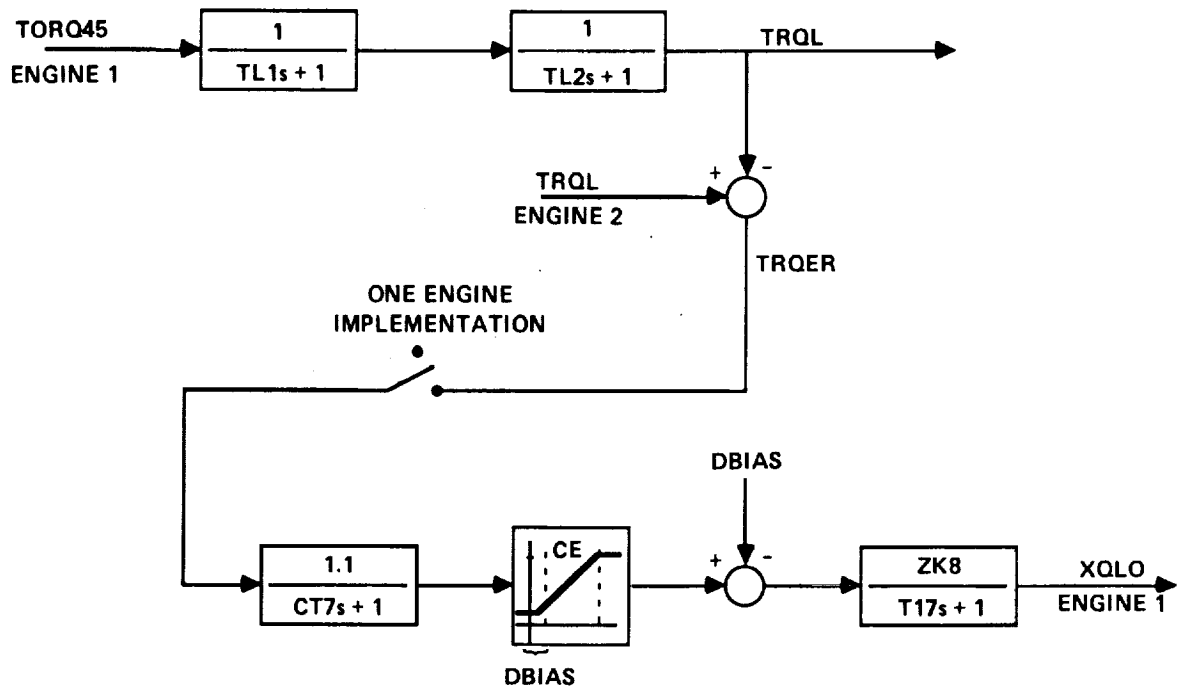 TORQ45
ENGINE 1
1
TL1s + 1
1
TL2s + 1
TRQL
+
-
TRQL
ENGINE 2
TRQER
ONE ENGINE
IMPLEMENTATION
DBIAS
1.1
CT7s + 1
CE
DBIAS
+
-
ZK8
T17s + 1
XQLO
ENGINE 1